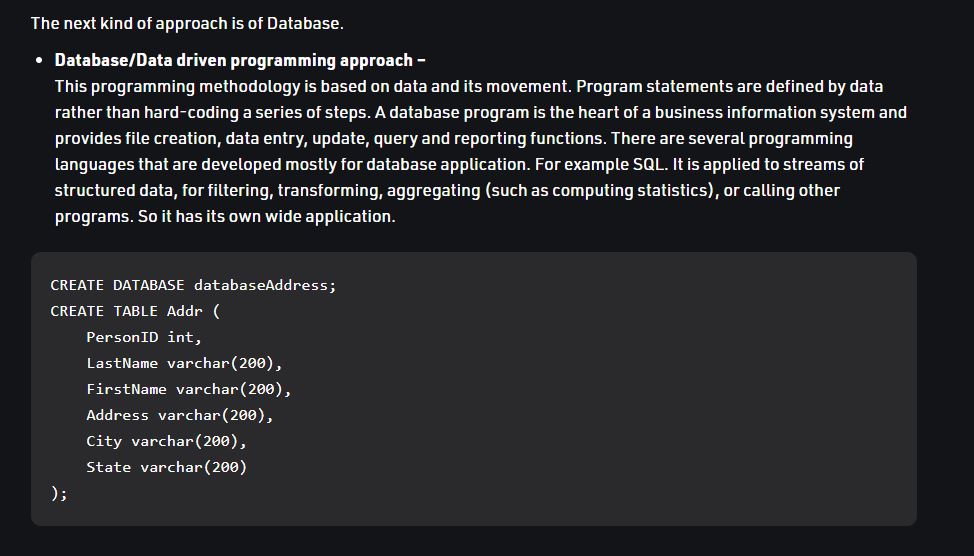 The next kind of approach is of Database.
• Database/Data driven programming approach –
This programming methodology is based on data and its movement. Program statements are defined by data
rather than hard-coding a series of steps. A database program is the heart of a business information system and
provides file creation, data entry, update, query and reporting functions. There are several programming
languages that are developed mostly for database application. For example SQL. It is applied to streams of
structured data, for filtering, transforming, aggregating (such as computing statistics), or calling other
programs. So it has its own wide application.
CREATE DATABASE databaseAddress;
CREATE TABLE Addr (
    PersonID int,
    LastName varchar(200),
    FirstName varchar(200),
    Address varchar(200),
    City varchar(200),
    State varchar(200)
);